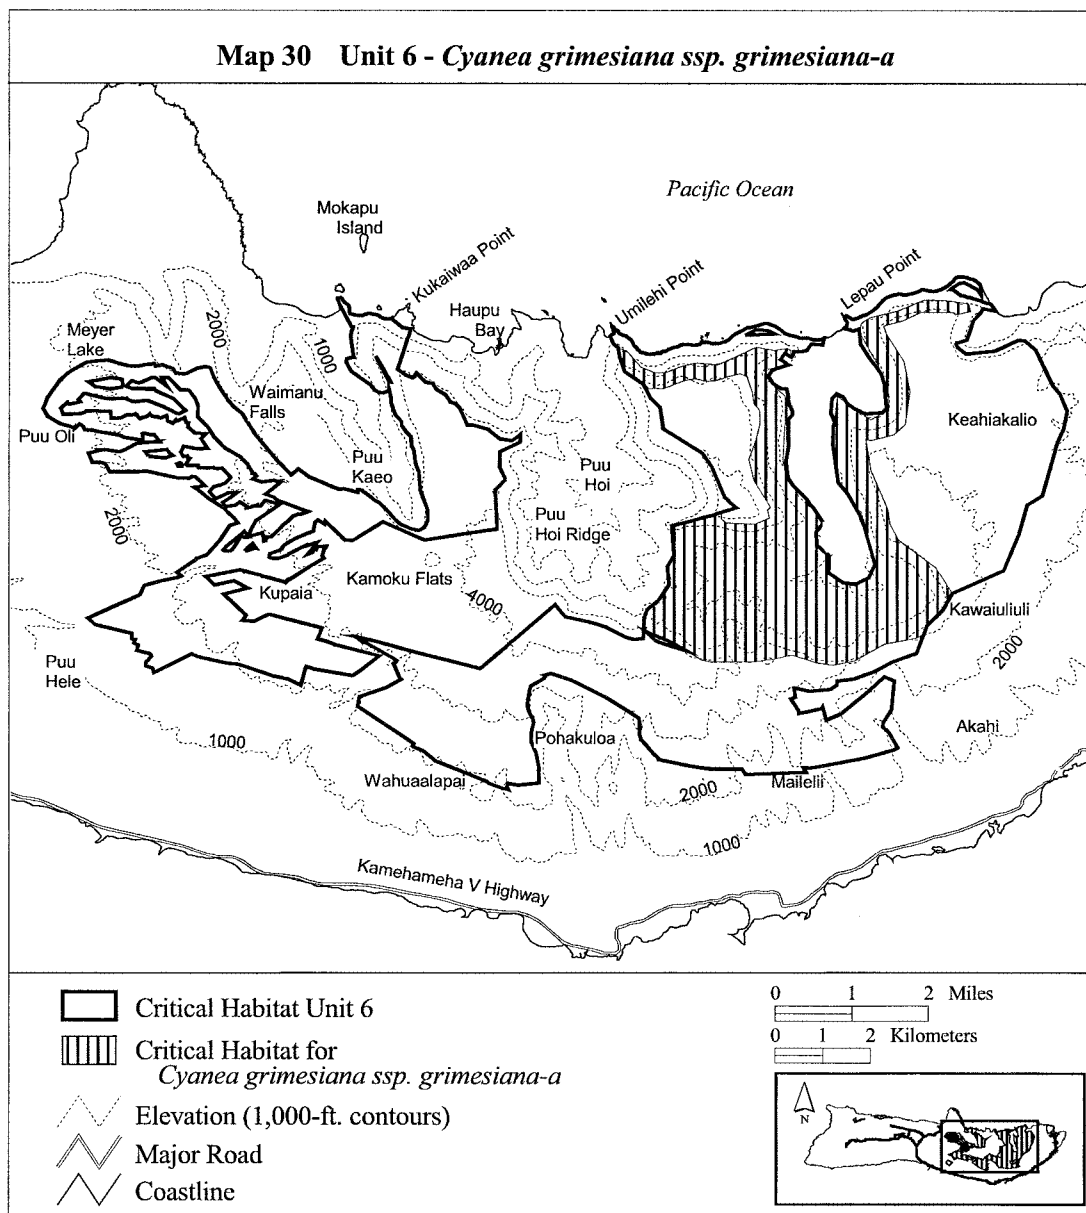 Map 30 Unit 6 - Cyanea grimesiana ssp. grimesiana-a
Pacific Ocean
Mokapu
Island
Kukaiwaa Point
Haupu
Bay
Umilehi Point
Lepau Point
Meyer
Lake
2000
1000
Waimanu
Falls
Keahiakalio
Puu Oli
Puu
Kaeo
Puu
Hoi
2000
Puu
Hoi Ridge
Kamoku Flats
Kupaia
4000
Kawaiuliuli
2000
Puu
Hele
1000
Pohakuloa
Akahi
Wahuaalapai
Mailelii
2000
1000
Kamehameha V Highway
Critical Habitat Unit 6
Critical Habitat for
Cyanea grimesiana ssp. grimesiana-a
Elevation (1,000-ft. contours)
Major Road
Coastline
0 1 2 Miles
0 1 2 Kilometers
N